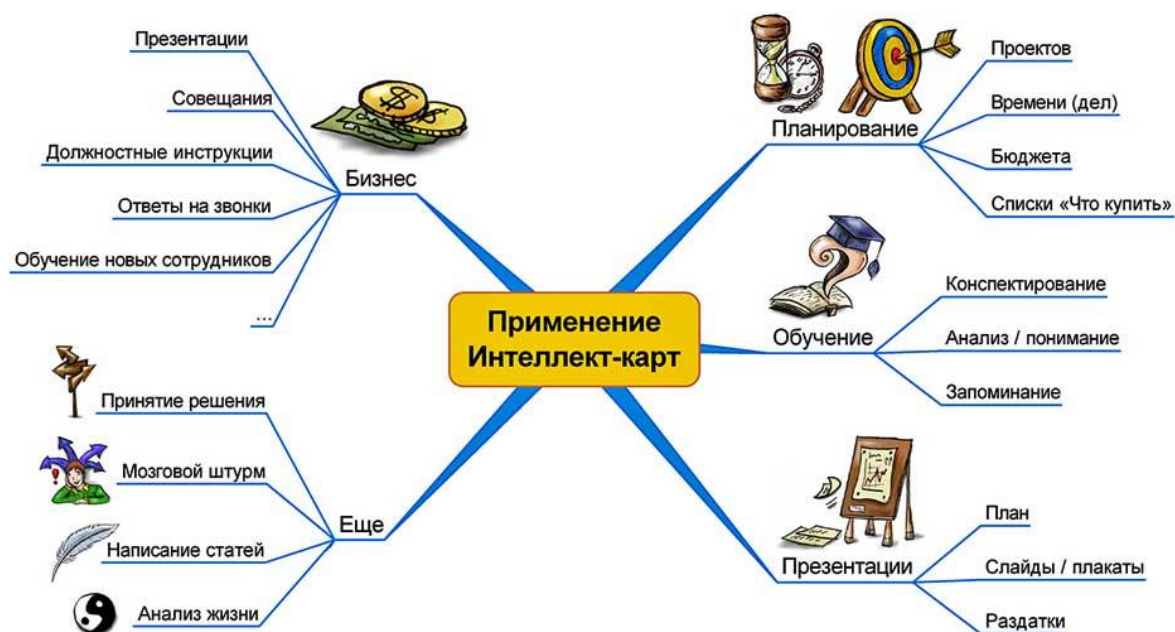 Применение
Интеллект-карт
Планирование
Проектов
Времени (дел)
Бюджета
Списки «Что купить»
Обучение
Конспектирование
Анализ / понимание
Запоминание
Презентации
План
Слайды / плакаты
Раздатки
Бизнес
Презентации
Совещания
Должностные инструкции
Ответы на звонки
Обучение новых сотрудников
...
Еще
Принятие решения
Мозговой штурм
Написание статей
Анализ жизни